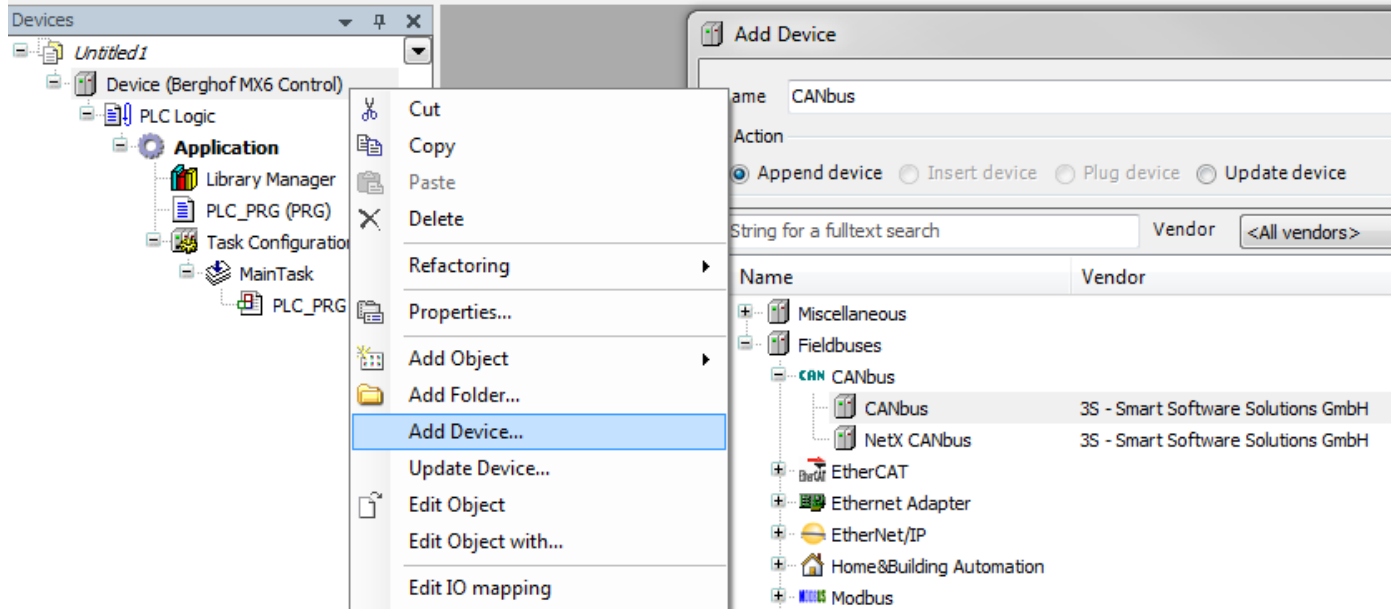 Devices
Untitled1
Device (Berghof MX6 Control)
PLC Logic
Application
Library Manager
PLC_PRG (PRG)
Task Configuration
MainTask
PLC_PRG
Cut
Copy
Paste
Delete
Refactoring
Properties...
Add Object
Add Folder...
Add Device...
Update Device...
Edit Object
Edit Object with...
Edit IO mapping
Add Device
ame CANbus
Action
Append device Insert device Plug device Update device
String for a fulltext search Vendor <All vendors>
Name Vendor
Miscellaneous
Fieldbuses
CAN CANbus
CANbus 3S - Smart Software Solutions GmbH
NetX CANbus 3S - Smart Software Solutions GmbH
EtherCAT EtherCAT
Ethernet Adapter
EtherNet/IP
Home&Building Automation
MODBUS Modbus